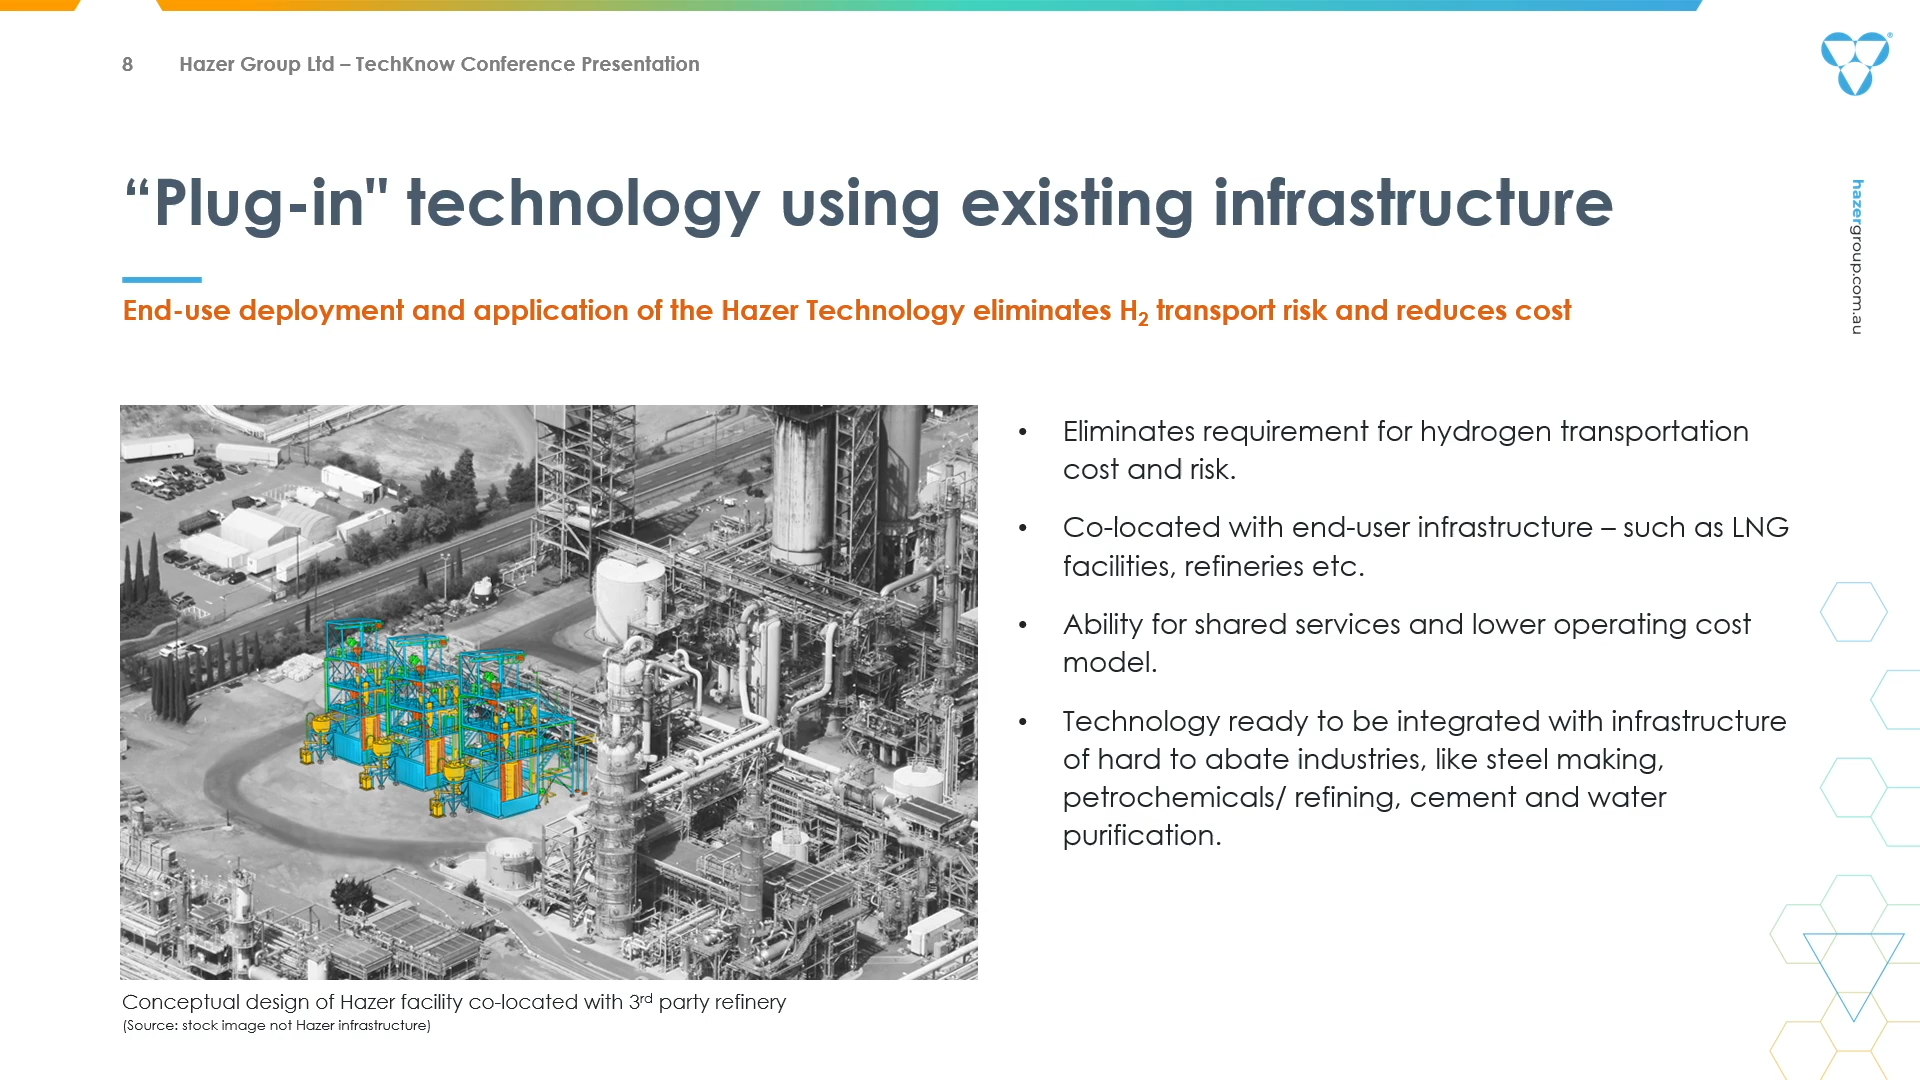 8 Hazer Group Ltd – TechKnow Conference Presentation
hazergroup.com.au
“Plug-in" technology using existing infrastructure
End-use deployment and application of the Hazer Technology eliminates H₂ transport risk and reduces cost
• Eliminates requirement for hydrogen transportation
cost and risk.
• Co-located with end-user infrastructure – such as LNG
facilities, refineries etc.
• Ability for shared services and lower operating cost
model.
• Technology ready to be integrated with infrastructure
of hard to abate industries, like steel making,
petrochemicals/ refining, cement and water
purification.
Conceptual design of Hazer facility co-located with 3rd party refinery
(Source: stock image not Hazer infrastructure)